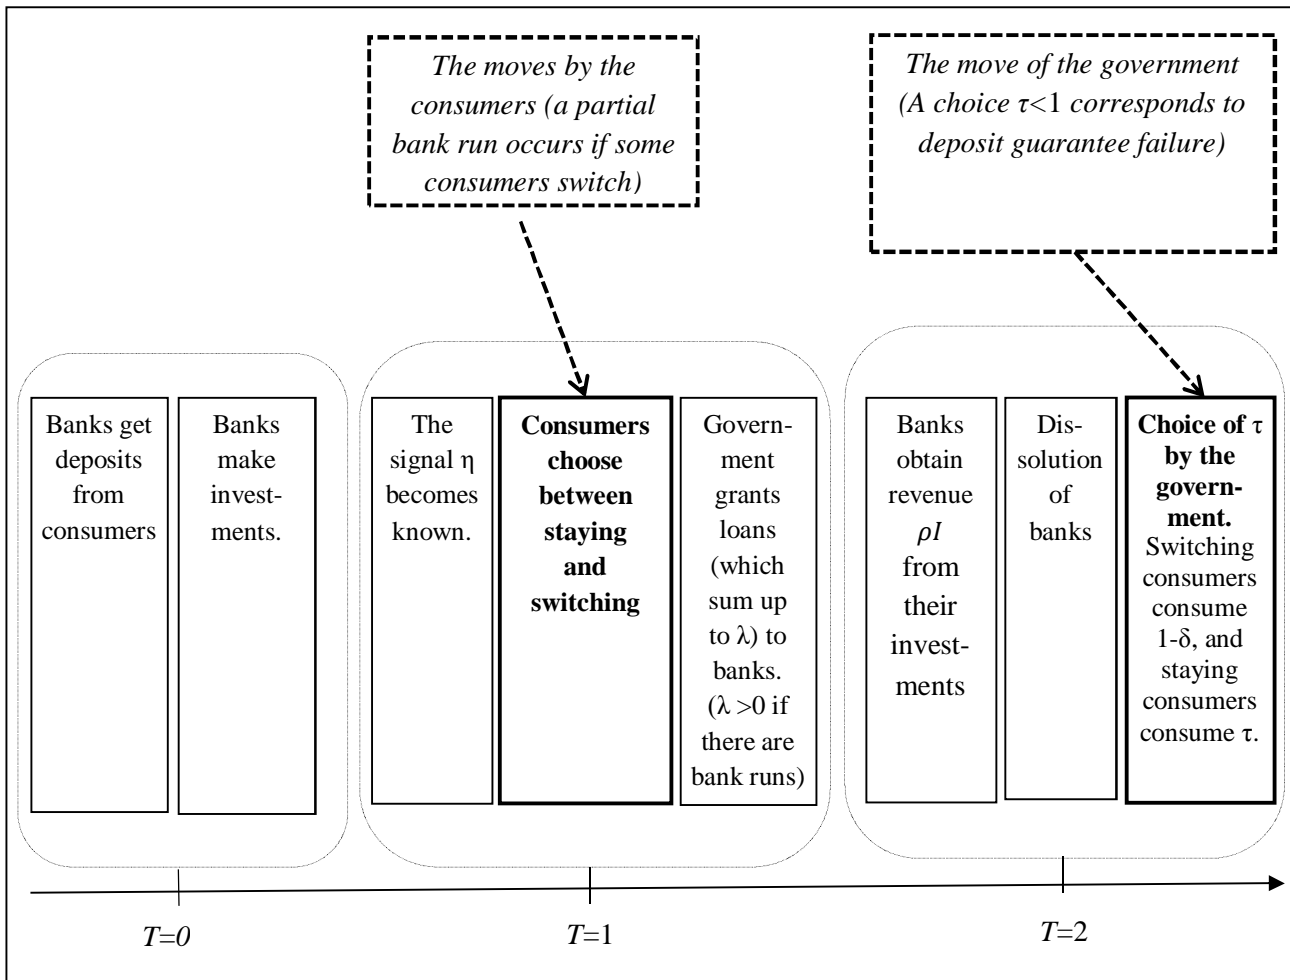 The moves by the
consumers (a partial
bank run occurs if some
consumers switch)
The move of the government
(A choice τ<1 corresponds to
deposit guarantee failure)
Banks get
deposits
from
consumers
Banks
make
invest-
ments.
The
signal η
becomes
known.
Consumers
choose
between
staying
and
switching
Govern-
ment
grants
loans
(which
sum up
to λ) to
banks.
(λ >0 if
there are
bank runs)
Banks
obtain
revenue
ρI
from
their
invest-
ments
Dis-
solution
of
banks
Choice of τ
by the
govern-
ment.
Switching
consumers
consume
1-δ, and
staying
consumers
consume τ.
T=0
T=1
T=2